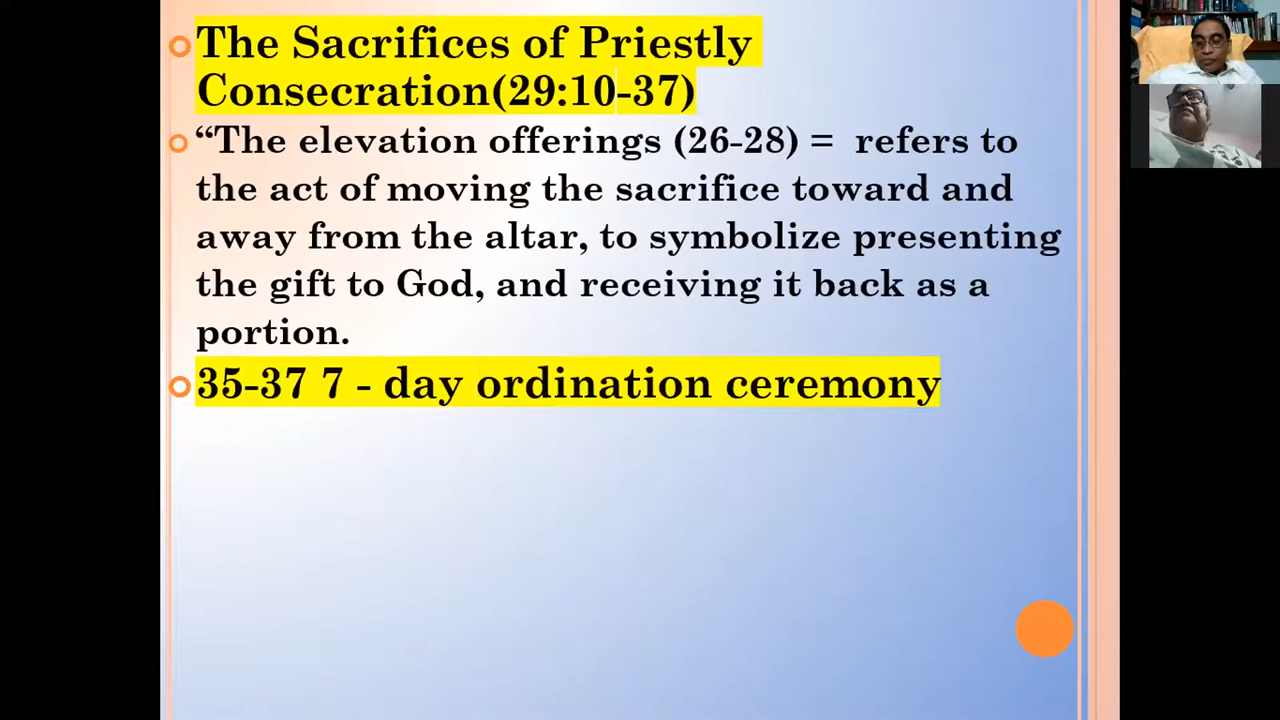 The Sacrifices of Priestly
Consecration(29:10-37)
“The elevation offerings (26-28) = refers to
the act of moving the sacrifice toward and
away from the altar, to symbolize presenting
the gift to God, and receiving it back as a
portion.
35-37 7 - day ordination ceremony